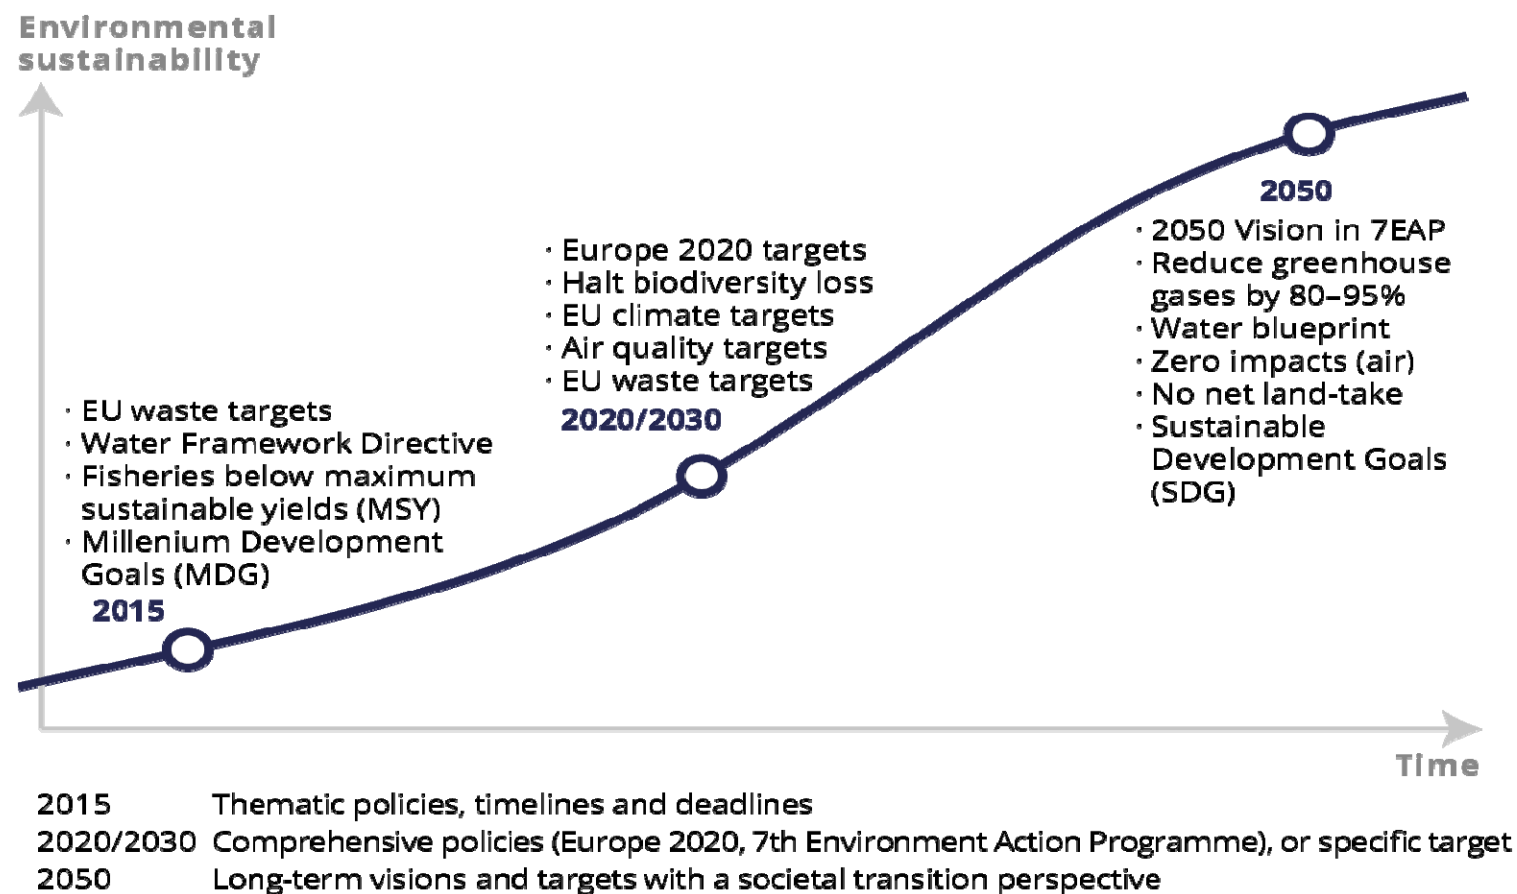 Environmental
sustainability
· EU waste targets
· Water Framework Directive
· Fisheries below maximum
sustainable yields (MSY)
· Millenium Development
Goals (MDG)
2015
· Europe 2020 targets
· Halt biodiversity loss
· EU climate targets
· Air quality targets
· EU waste targets
2020/2030
2050
· 2050 Vision in 7EAP
· Reduce greenhouse
gases by 80–95%
· Water blueprint
· Zero impacts (air)
· No net land-take
· Sustainable
Development Goals
(SDG)
Time
2015 Thematic policies, timelines and deadlines
2020/2030 Comprehensive policies (Europe 2020, 7th Environment Action Programme), or specific target
2050 Long-term visions and targets with a societal transition perspective